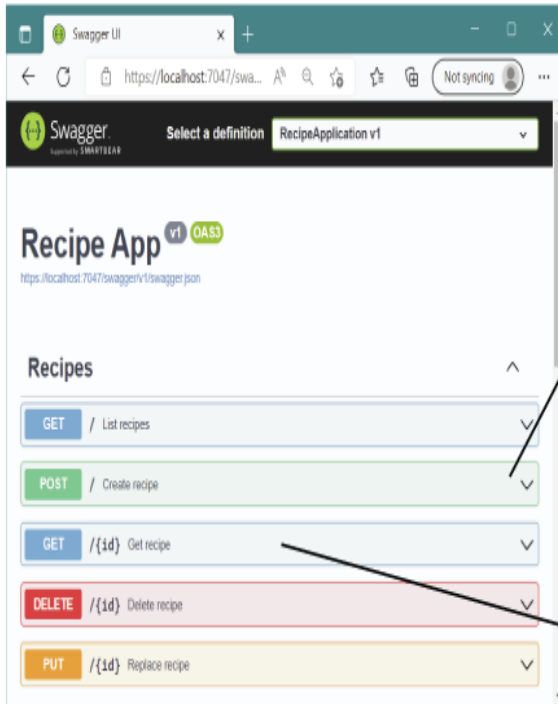 Swagger UI
https://localhost:7047/swa... Not syncing
Swagger
Supported by SMARTBEAR
Select a definition RecipeApplication v1
Recipe App v1 OAS3
https://localhost:7047/swagger/v1/swagger.json
Recipes
GET / List recipes
POST / Create recipe
GET /{id} Get recipe
DELETE /{id} Delete recipe
PUT /{id} Replace recipe